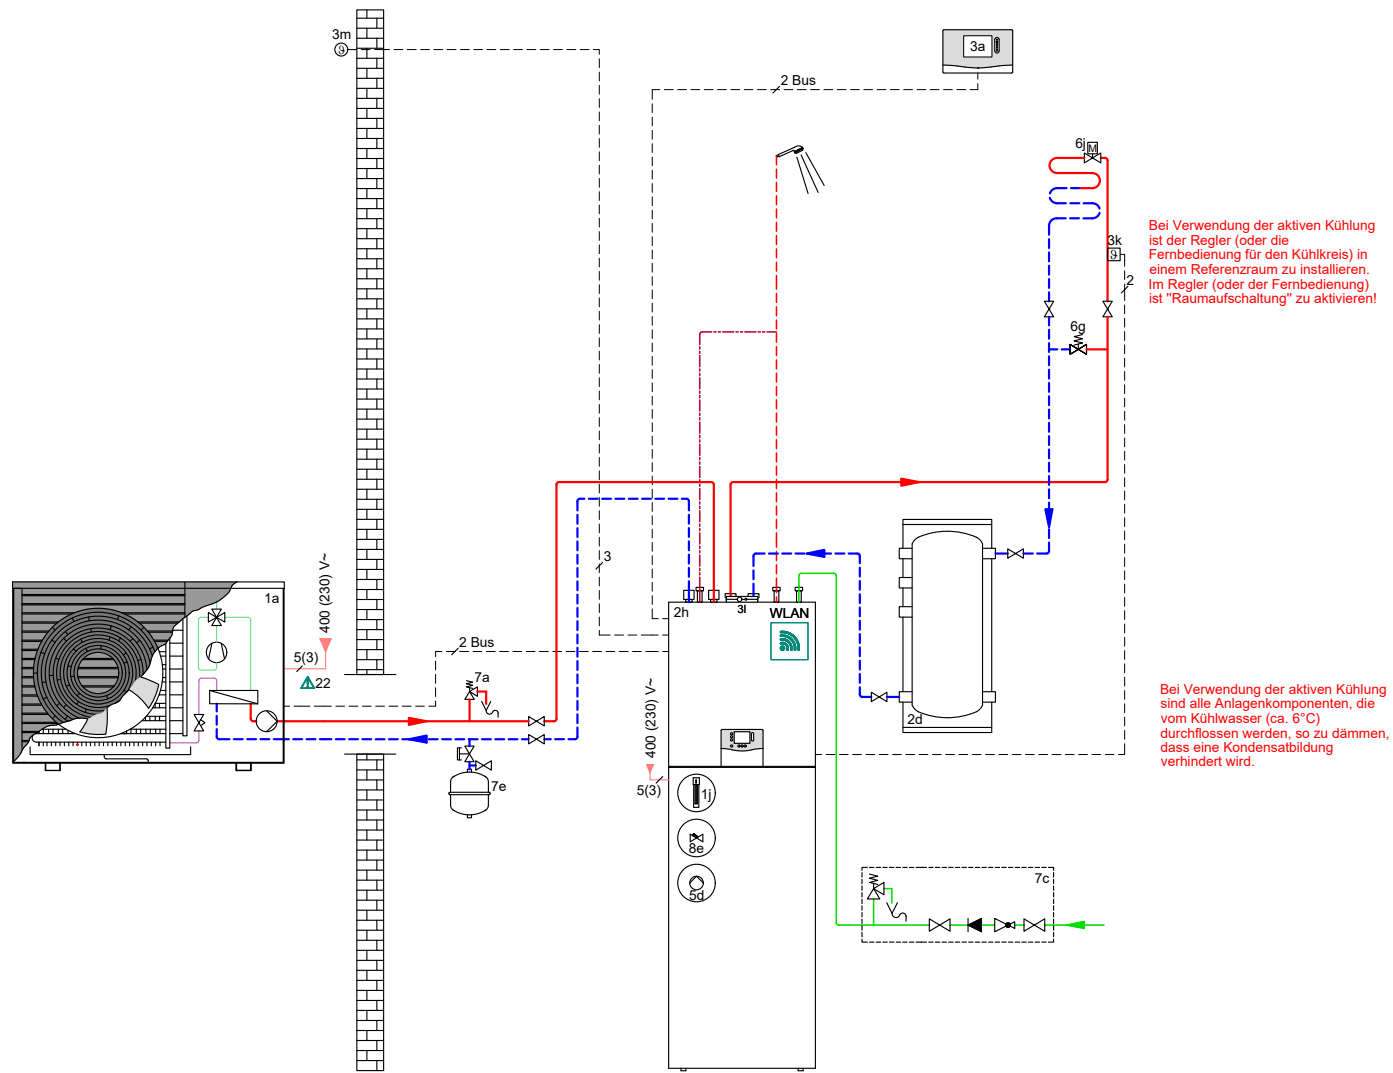 3m
ϑ
3a
2 Bus
6j
M
Bei Verwendung der aktiven Kühlung
ist der Regler (oder die
Fernbedienung für den Kühlkreis) in
einem Referenzraum zu installieren.
Im Regler (oder der Fernbedienung)
ist "Raumaufschaltung" zu aktivieren!
3k
ϑ
2
6g
3
400 (230) V~
1a
5(3)
22
2 Bus
7a
7e
2h
3l
WLAN
2d
400 (230) V~
5(3)
1j
8e
5d
Bei Verwendung der aktiven Kühlung
sind alle Anlagenkomponenten, die
vom Kühlwasser (ca. 6°C)
durchflossen werden, so zu dämmen,
dass eine Kondensatbildung
verhindert wird.
7c